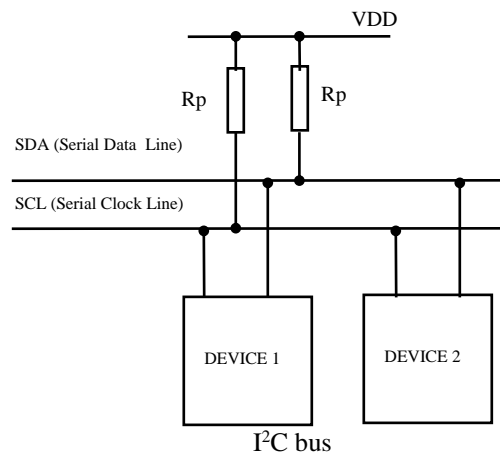 VDD
Rp
Rp
SDA (Serial Data Line)
SCL (Serial Clock Line)
DEVICE 1
DEVICE 2
I²C bus